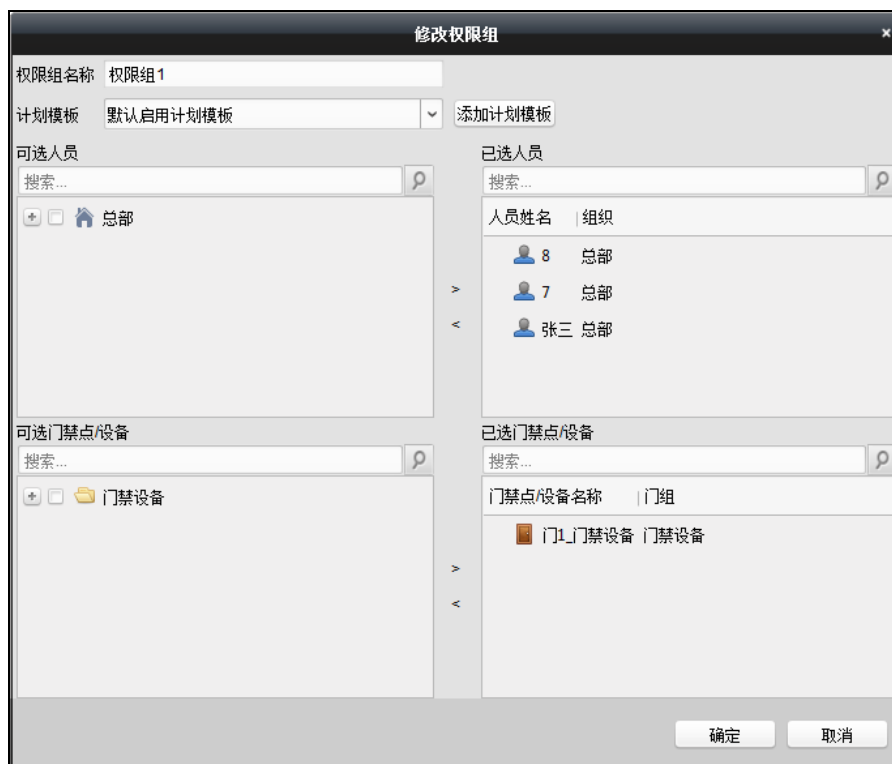 修改权限组
权限组名称 权限组1
计划模板 默认启用计划模板 添加计划模板
可选人员
搜索...
总部
已选人员
搜索...
人员姓名 组织
8 总部
7 总部
张三 总部
>
<
可选门禁点/设备
搜索...
门禁设备
已选门禁点/设备
搜索...
门禁点/设备名称 门组
门1_门禁设备 门禁设备
>
<
确定 取消